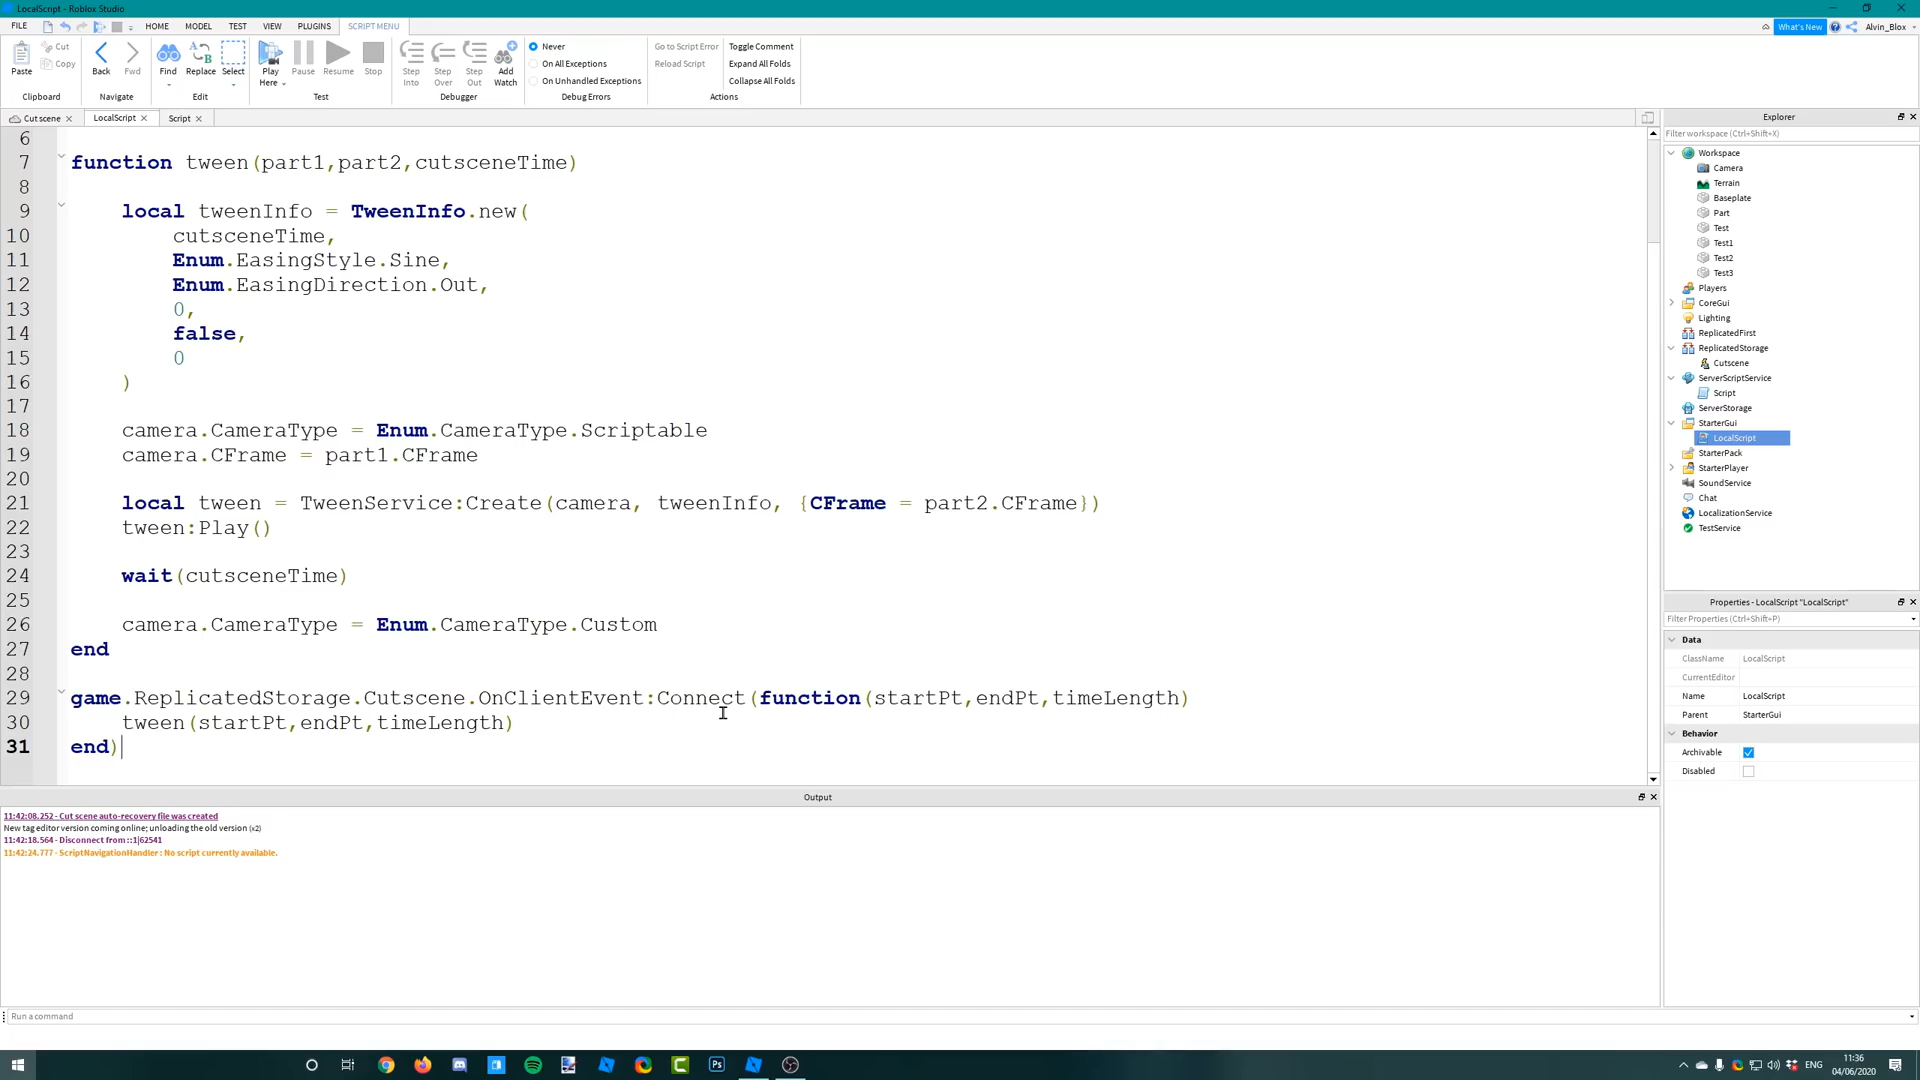 LocalScript - Roblox Studio
FILE HOME MODEL TEST VIEW PLUGINS SCRIPT MENU What's New Alvin_Blox
Paste Cut Copy Back Fwd Find Replace Select Play Here Pause Resume Stop Step Into Step Over Step Out Add Watch
Never
On All Exceptions
On Unhandled Exceptions
Go to Script Error
Reload Script
Toggle Comment
Expand All Folds
Collapse All Folds
Clipboard Navigate Edit Test Debugger Debug Errors Actions
Cut scene LocalScript Script
6
7 function tween(part1,part2,cutsceneTime)
8
9 local tweenInfo = TweenInfo.new(
10 cutsceneTime,
11 Enum.EasingStyle.Sine,
12 Enum.EasingDirection.Out,
13 0,
14 false,
15 0
16 )
17
18 camera.CameraType = Enum.CameraType.Scriptable
19 camera.CFrame = part1.CFrame
20
21 local tween = TweenService:Create(camera, tweenInfo, {CFrame = part2.CFrame})
22 tween:Play()
23
24 wait(cutsceneTime)
25
26 camera.CameraType = Enum.CameraType.Custom
27 end
28
29 game.ReplicatedStorage.Cutscene.OnClientEvent:Connect(function(startPt,endPt,timeLength)
30 tween(startPt,endPt,timeLength)
31 end)
Output
11:42:08.252 - Cut scene auto-recovery file was created
New tag editor version coming online; unloading the old version (x2)
11:42:18.564 - Disconnect from ::1|62541
11:42:24.777 - ScriptNavigationHandler : No script currently available.
Run a command
Explorer
Filter workspace (Ctrl+Shift+X)
Workspace
Camera
Terrain
Baseplate
Part
Test
Test1
Test2
Test3
Players
CoreGui
Lighting
ReplicatedFirst
ReplicatedStorage
Cutscene
ServerScriptService
Script
ServerStorage
StarterGui
LocalScript
StarterPack
StarterPlayer
SoundService
Chat
LocalizationService
TestService
Properties - LocalScript "LocalScript"
Filter Properties (Ctrl+Shift+P)
Data
ClassName LocalScript
CurrentEditor
Name LocalScript
Parent StarterGui
Behavior
Archivable
Disabled
Ps
ENG
11:36
04/06/2020